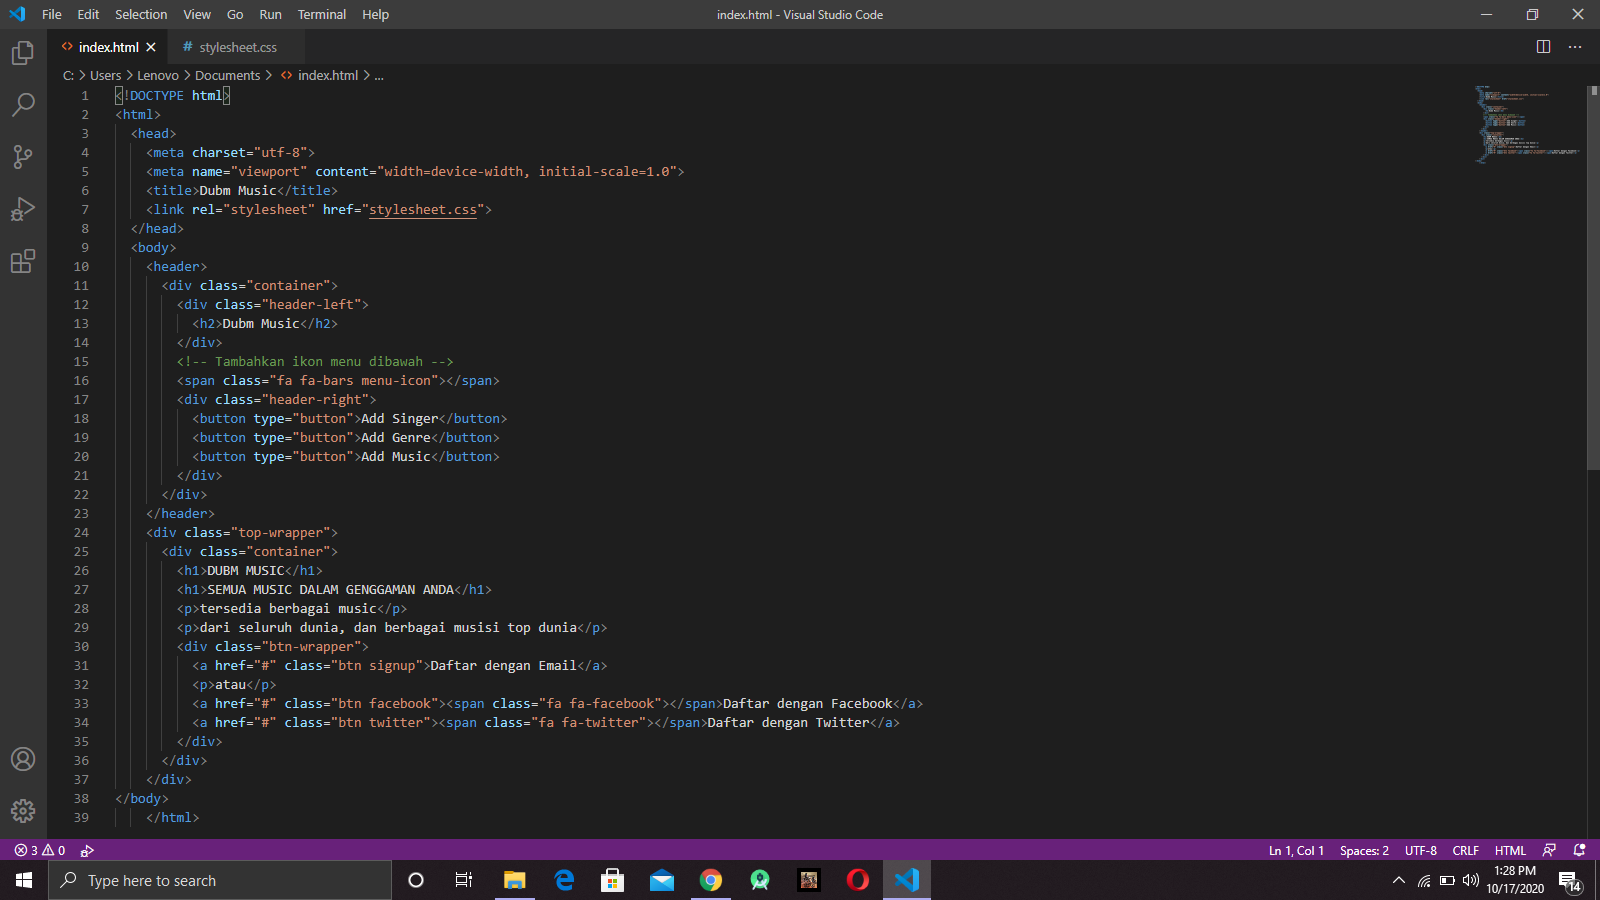 File Edit Selection View Go Run Terminal Help
index.html - Visual Studio Code
index.html
# stylesheet.css
C: > Users > Lenovo > Documents > <> index.html > ...
1 <!DOCTYPE html>
2 <html>
3 <head>
4 <meta charset="utf-8">
5 <meta name="viewport" content="width=device-width, initial-scale=1.0">
6 <title>Dubm Music</title>
7 <link rel="stylesheet" href="stylesheet.css">
8 </head>
9 <body>
10 <header>
11 <div class="container">
12 <div class="header-left">
13 <h2>Dubm Music</h2>
14 </div>
15 <!-- Tambahkan ikon menu dibawah -->
16 <span class="fa fa-bars menu-icon"></span>
17 <div class="header-right">
18 <button type="button">Add Singer</button>
19 <button type="button">Add Genre</button>
20 <button type="button">Add Music</button>
21 </div>
22 </div>
23 </header>
24 <div class="top-wrapper">
25 <div class="container">
26 <h1>DUBM MUSIC</h1>
27 <h1>SEMUA MUSIC DALAM GENGGAMAN ANDA</h1>
28 <p>tersedia berbagai music</p>
29 <p>dari seluruh dunia, dan berbagai musisi top dunia</p>
30 <div class="btn-wrapper">
31 <a href="#" class="btn signup">Daftar dengan Email</a>
32 <p>atau</p>
33 <a href="#" class="btn facebook"><span class="fa fa-facebook"></span>Daftar dengan Facebook</a>
34 <a href="#" class="btn twitter"><span class="fa fa-twitter"></span>Daftar dengan Twitter</a>
35 </div>
36 </div>
37 </div>
38 </body>
39 </html>
3 0
Ln 1, Col 1 Spaces: 2 UTF-8 CRLF HTML
Type here to search
1:28 PM
10/17/2020
14